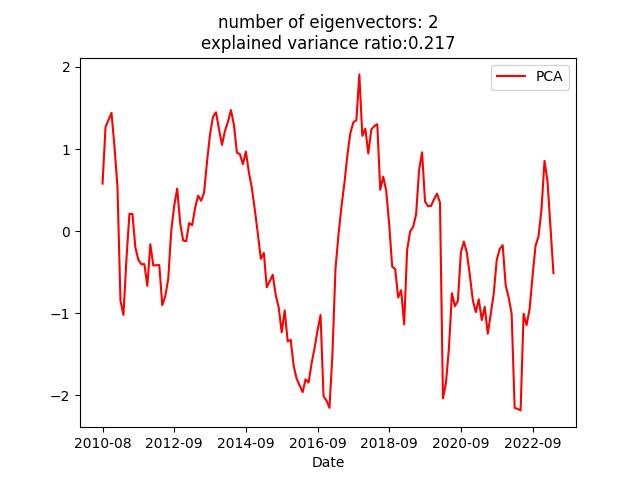 number of eigenvectors: 2
explained variance ratio:0.217
PCA
2
1
0
−1
−2
2010-08 2012-09 2014-09 2016-09 2018-09 2020-09 2022-09
Date